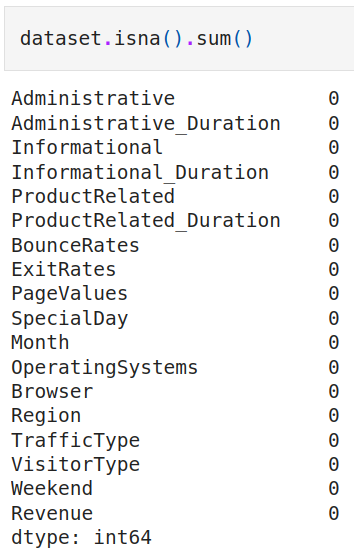 dataset.isna().sum()
Administrative 0
Administrative_Duration 0
Informational 0
Informational_Duration 0
ProductRelated 0
ProductRelated_Duration 0
BounceRates 0
ExitRates 0
PageValues 0
SpecialDay 0
Month 0
OperatingSystems 0
Browser 0
Region 0
TrafficType 0
VisitorType 0
Weekend 0
Revenue 0
dtype: int64